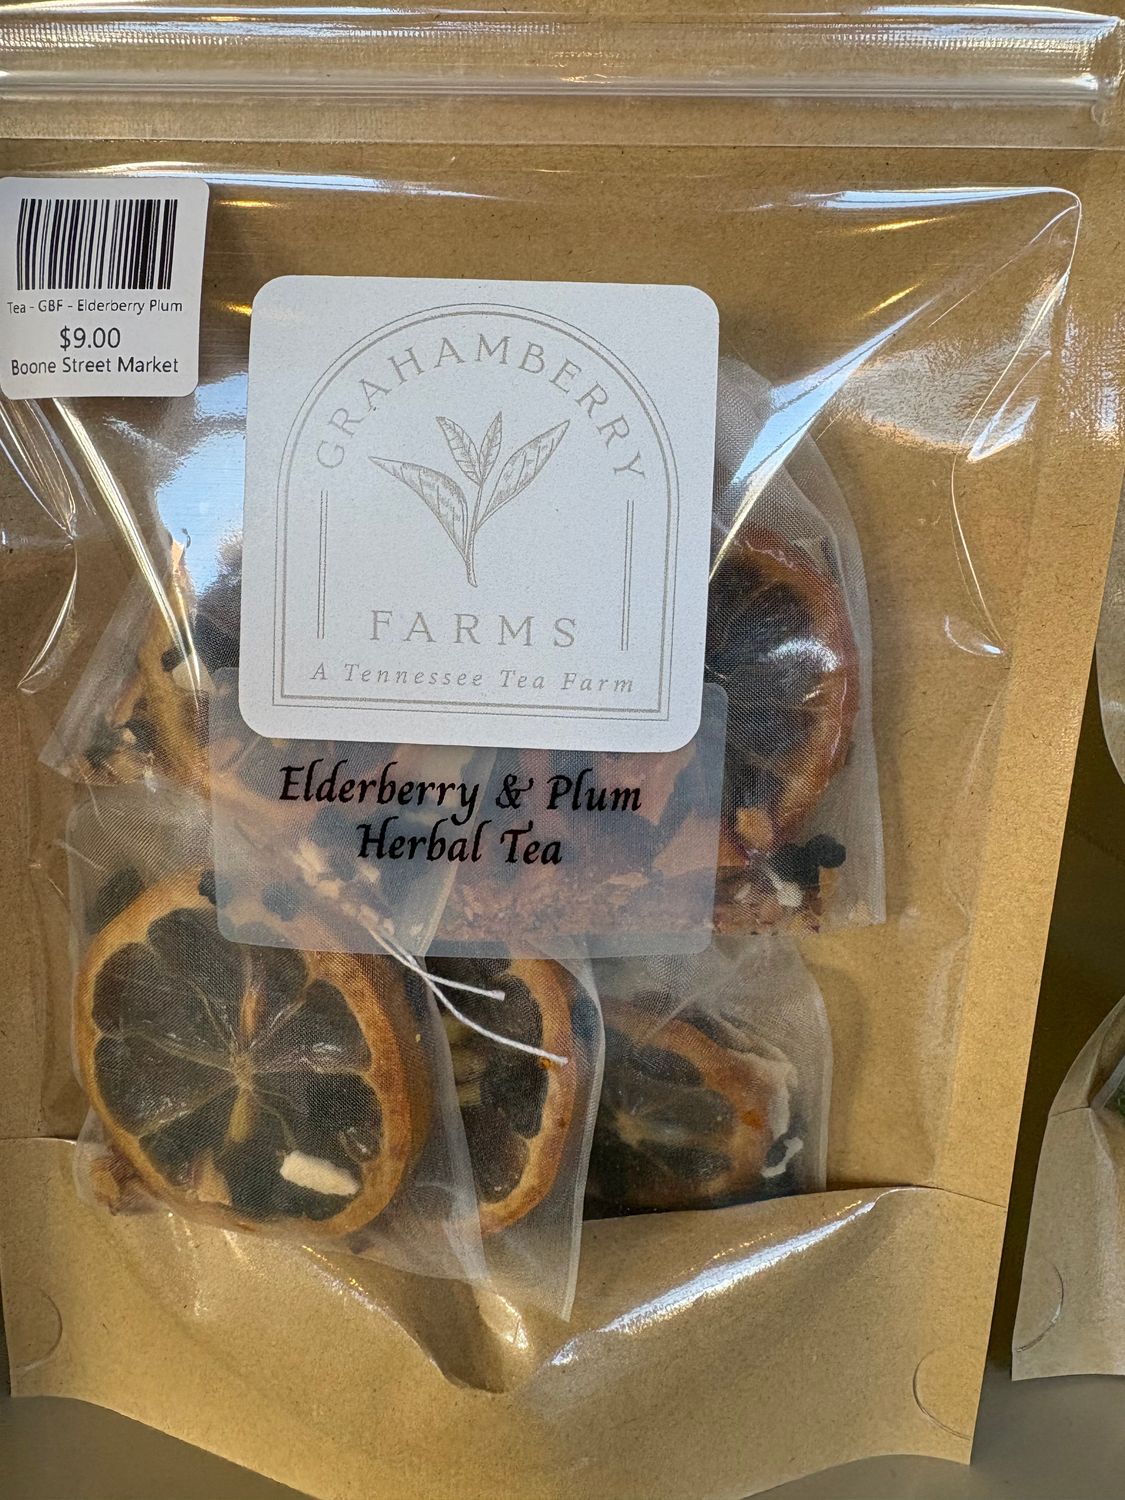 Tea - GBF - Elderberry Plum
$9.00
Boone Street Market
GRAHAMBERRY
FARMS
A Tennessee Tea Farm
Elderberry & Plum
Herbal Tea